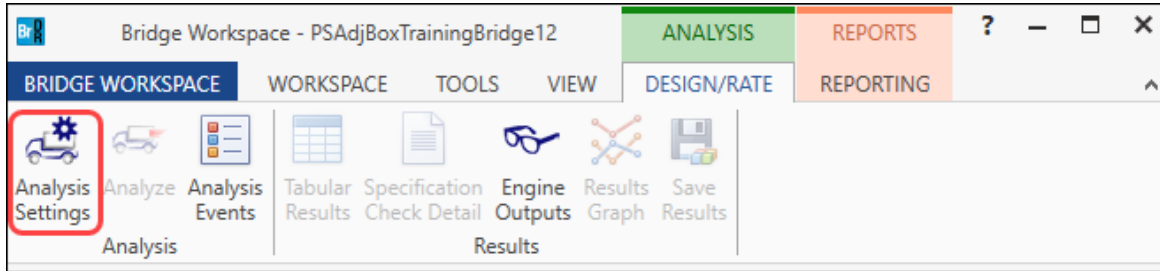 Br Bridge Workspace - PSAdjBoxTrainingBridge12 ANALYSIS REPORTS ?
BRIDGE WORKSPACE WORKSPACE TOOLS VIEW DESIGN/RATE REPORTING
Analysis Analyze Analysis Tabular Specification Engine Results Save
Settings Events Results Check Detail Outputs Graph Results
Analysis Results